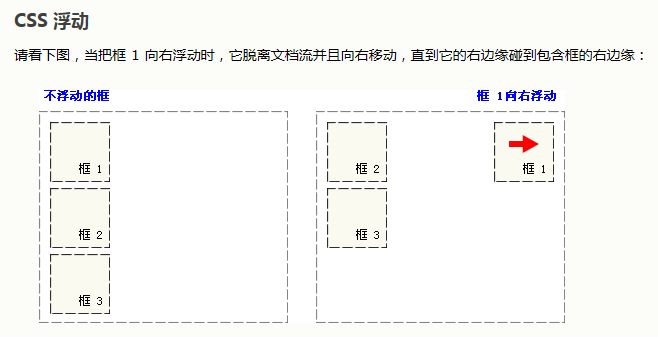 CSS 浮动
请看下图，当把框 1 向右浮动时，它脱离文档流并且向右移动，直到它的右边缘碰到包含框的右边缘：
不浮动的框
框 1向右浮动
框 1
框 2
框 3
框 2
框 1
框 3